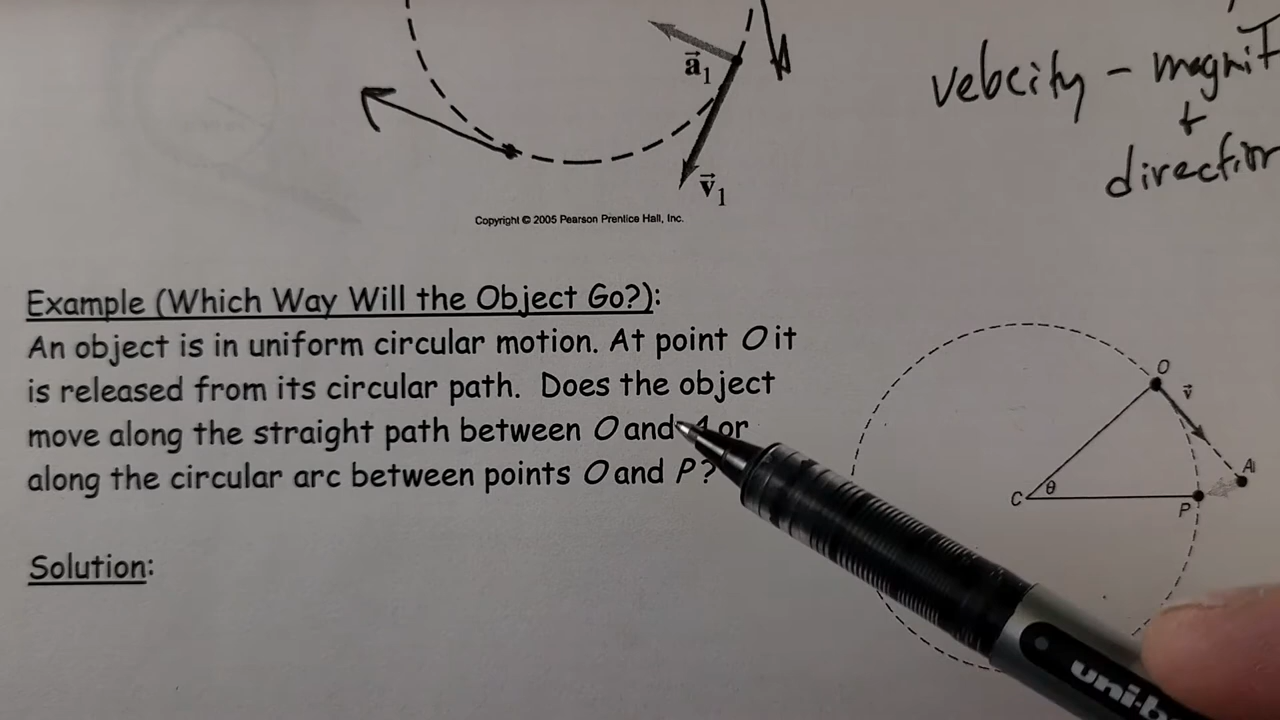 a₁
v₁
velocity - magnit
+
direction
Copyright © 2005 Pearson Prentice Hall, Inc.
Example (Which Way Will the Object Go?):
An object is in uniform circular motion. At point O it
is released from its circular path. Does the object
move along the straight path between O and A or
along the circular arc between points O and P?
Solution:
O
v
A
C θ
P
uni-b